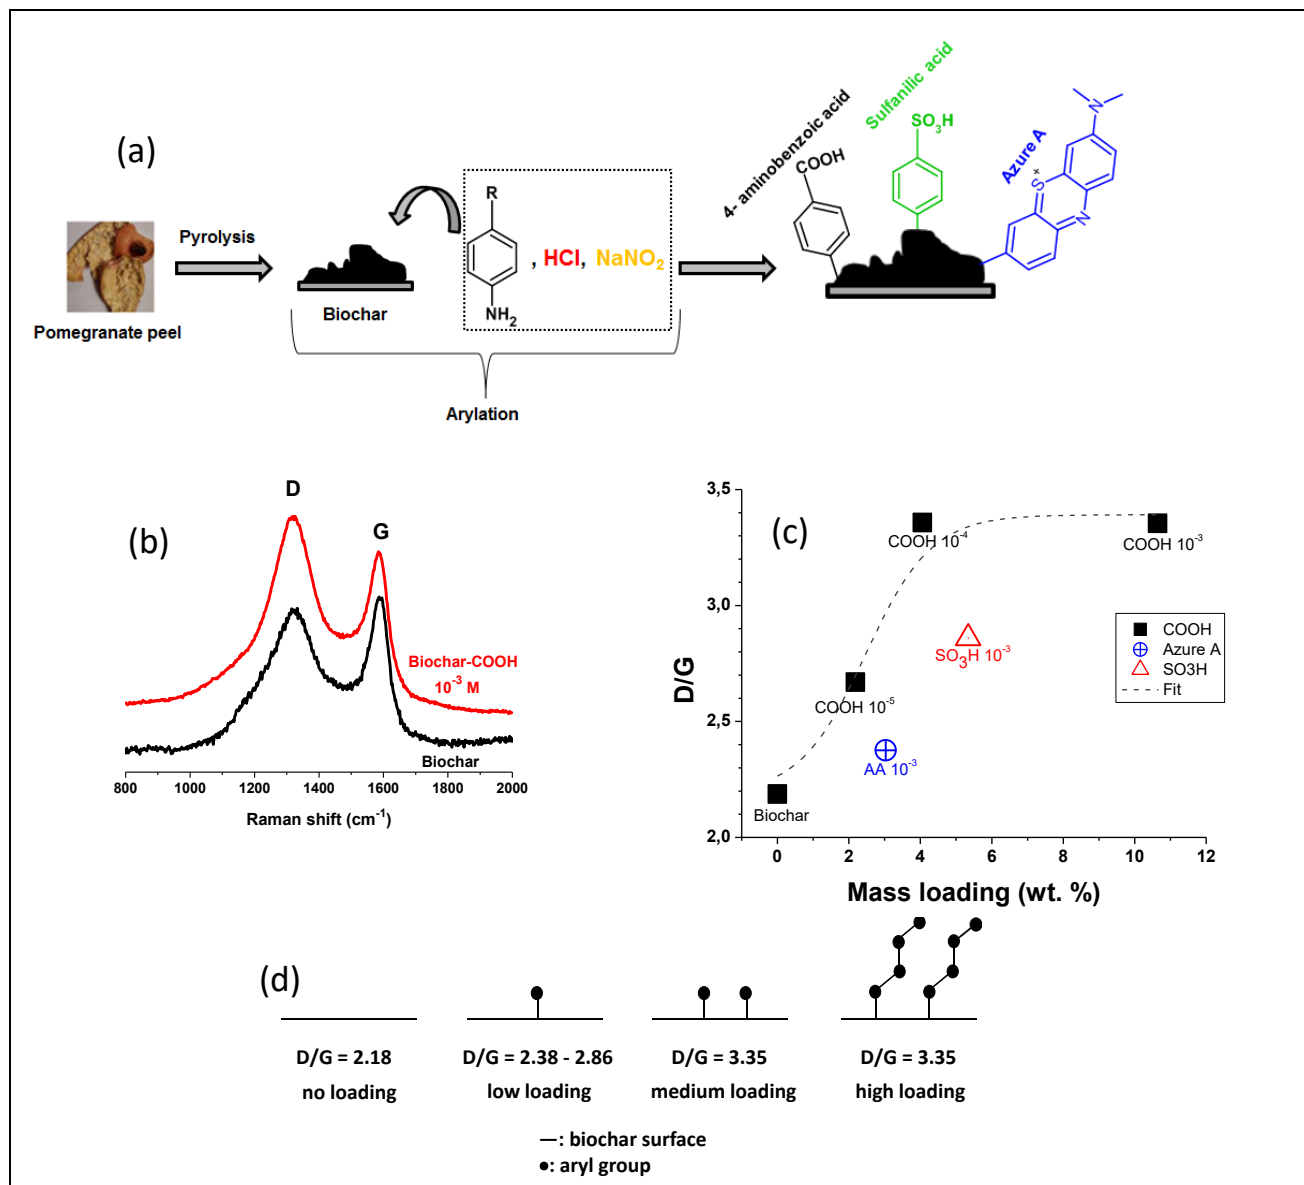 (a)
Pomegranate peel
Pyrolysis
Biochar
R
NH2
, HCl, NaNO2
Arylation
4- aminobenzoic acid
COOH
Sulfanilic acid
SO3H
Azure A
S
+
N
N
(b)
D
G
Biochar-COOH
10-3 M
Biochar
800 1000 1200 1400 1600 1800 2000
Raman shift (cm-1)
(c)
3,5
3,0
2,5
2,0
D/G
COOH 10-4
COOH 10-3
SO3H 10-3
COOH 10-5
AA 10-3
Biochar
COOH
Azure A
SO3H
Fit
0 2 4 6 8 10 12
Mass loading (wt. %)
(d)
D/G = 2.18 D/G = 2.38 - 2.86 D/G = 3.35 D/G = 3.35
no loading low loading medium loading high loading
—: biochar surface
●: aryl group